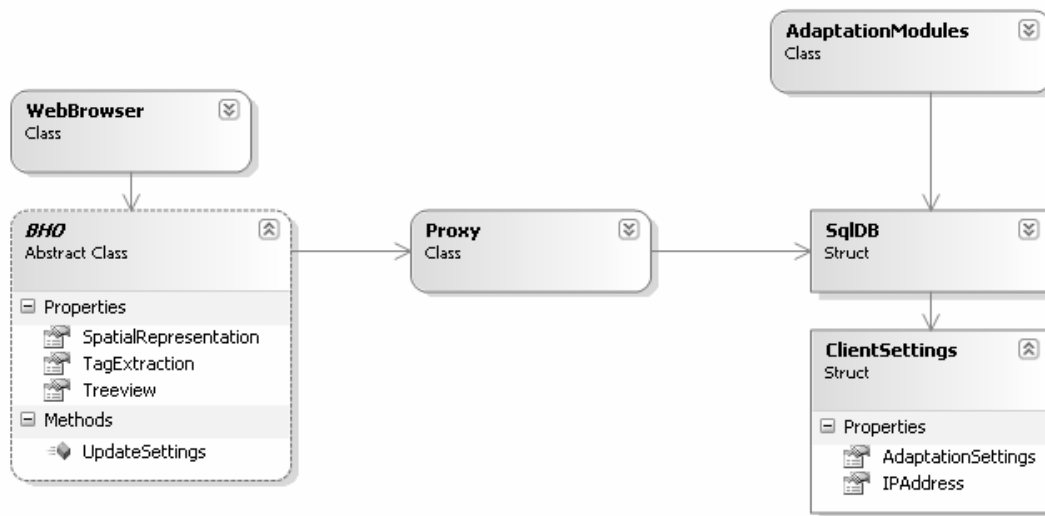 AdaptationModules
Class
WebBrowser
Class
BHO
Abstract Class
Properties
SpatialRepresentation
TagExtraction
Treeview
Methods
UpdateSettings
Proxy
Class
SqlDB
Struct
ClientSettings
Struct
Properties
AdaptationSettings
IPAddress